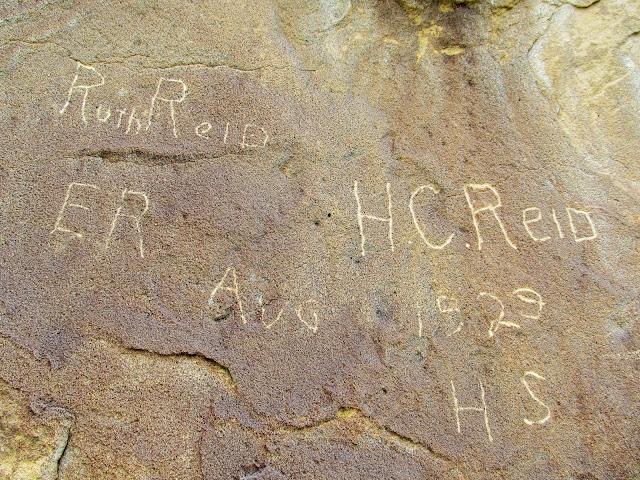 Ruth Reid
ER H.C. Reid
Aug 1929
HS